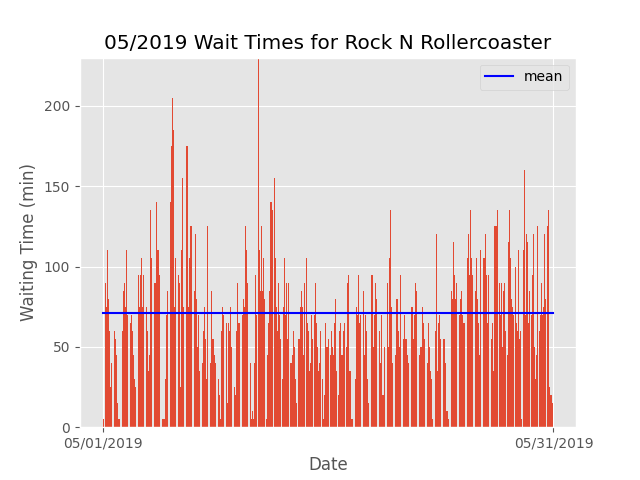 05/2019 Wait Times for Rock N Rollercoaster
mean
200
150
100
50
0
Waiting Time (min)
05/01/2019 05/31/2019
Date